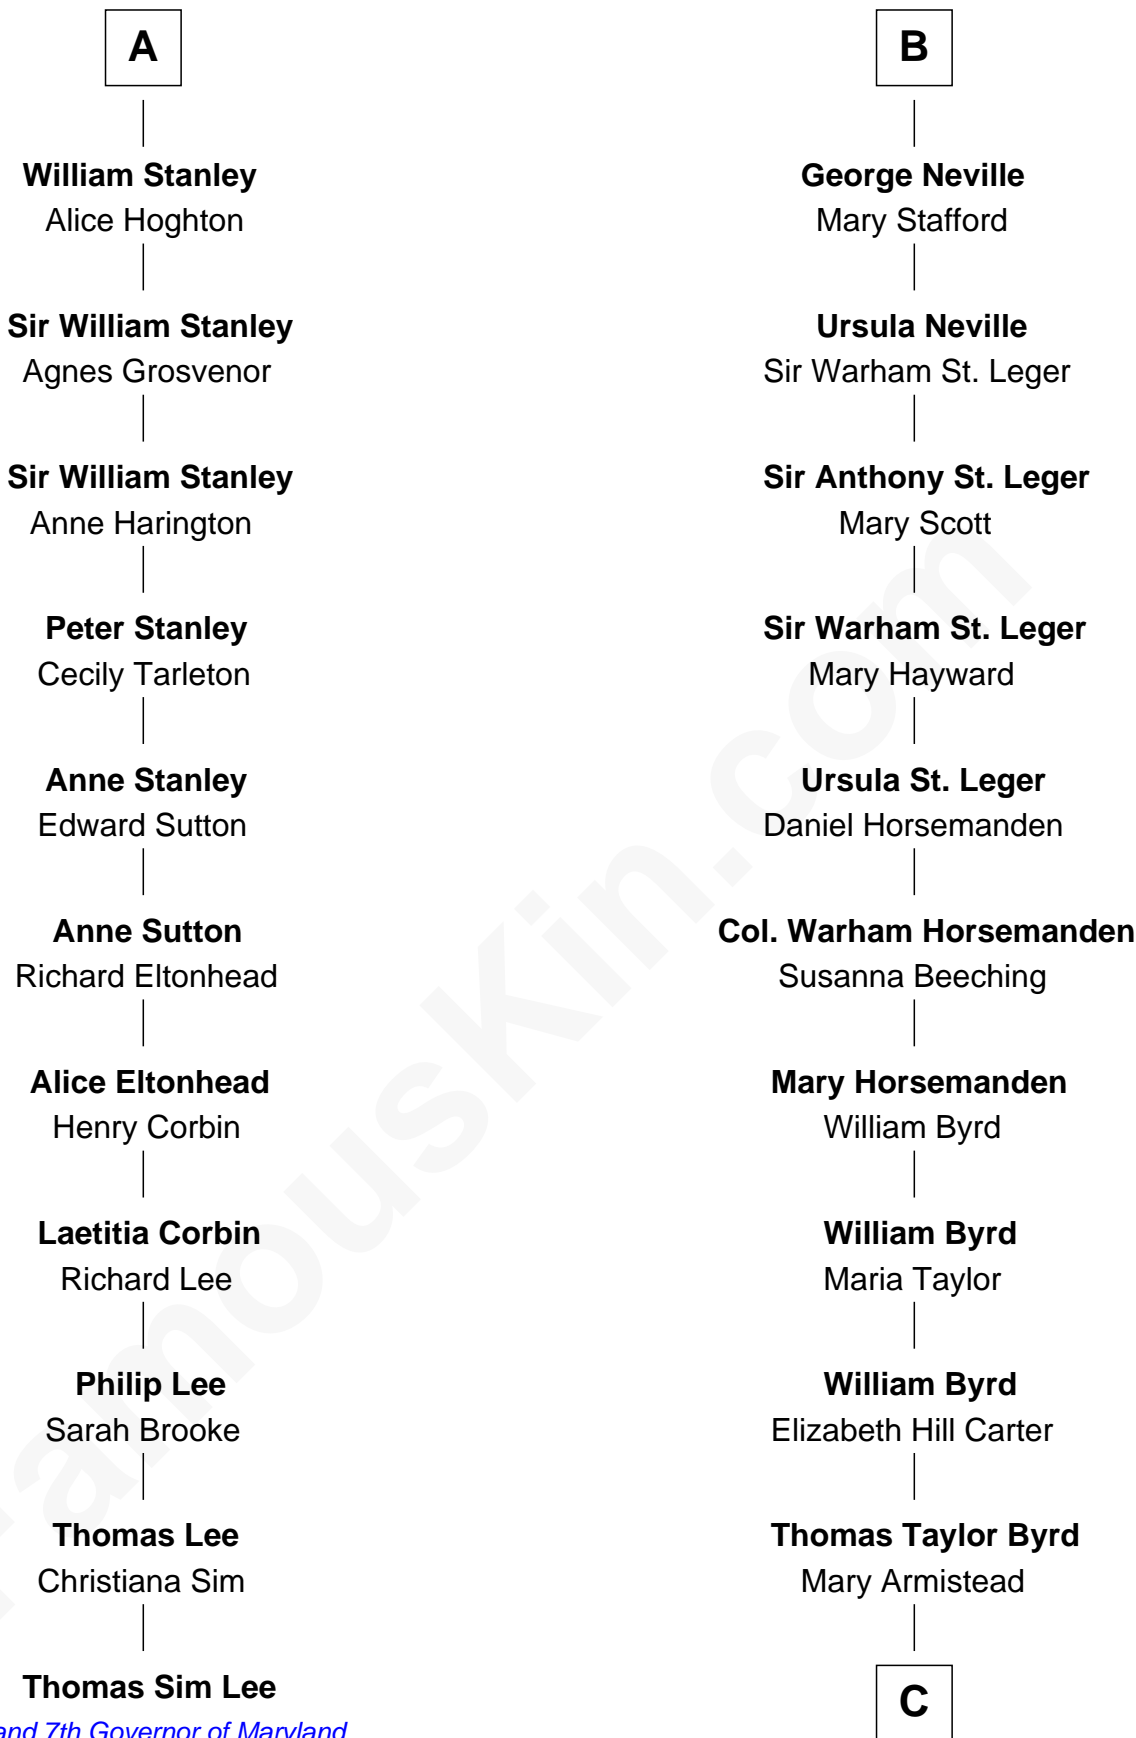 A
William Stanley
Alice Hoghton
Sir William Stanley
Agnes Grosvenor
Sir William Stanley
Anne Harington
Peter Stanley
Cecily Tarleton
Anne Stanley
Edward Sutton
Anne Sutton
Richard Eltonhead
Alice Eltonhead
Henry Corbin
Laetitia Corbin
Richard Lee
Philip Lee
Sarah Brooke
Thomas Lee
Christiana Sim
Thomas Sim Lee
and 7th Governor of Maryland
B
George Neville
Mary Stafford
Ursula Neville
Sir Warham St. Leger
Sir Anthony St. Leger
Mary Scott
Sir Warham St. Leger
Mary Hayward
Ursula St. Leger
Daniel Horsemanden
Col. Warham Horsemanden
Susanna Beeching
Mary Horsemanden
William Byrd
William Byrd
Maria Taylor
William Byrd
Elizabeth Hill Carter
Thomas Taylor Byrd
Mary Armistead
C
FamousKin.com